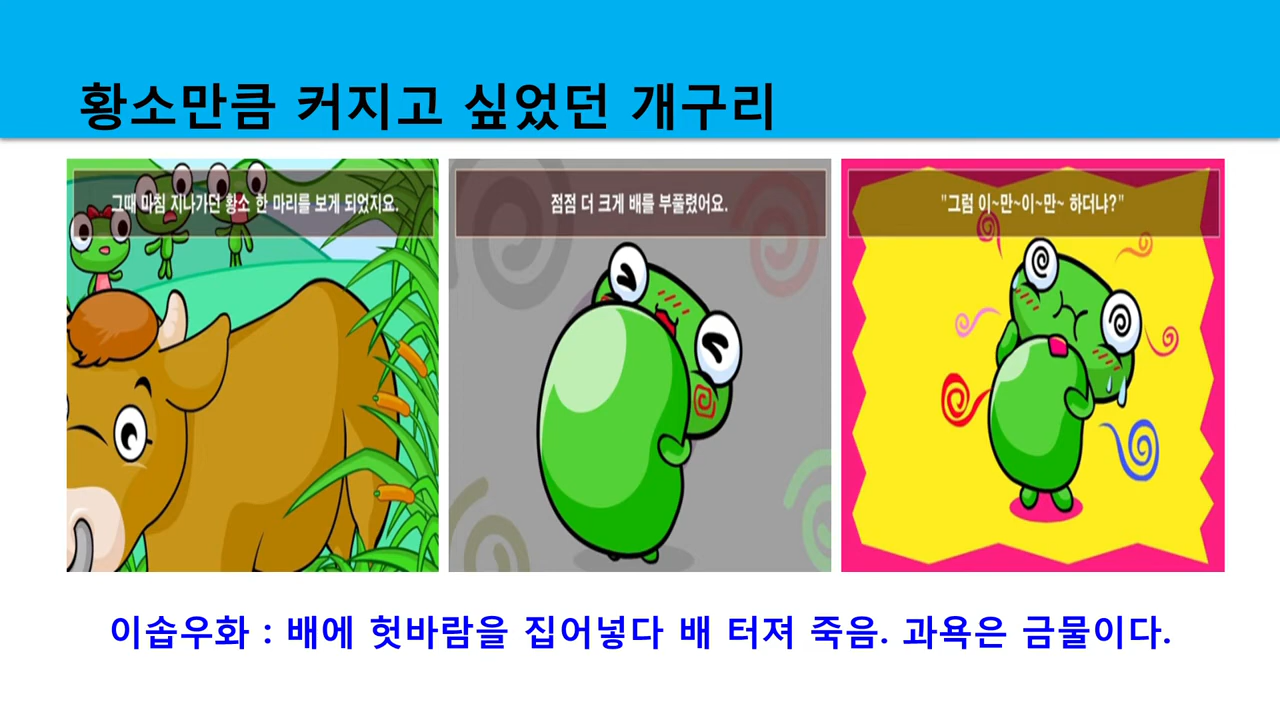 황소만큼 커지고 싶었던 개구리
그때 마침 지나가던 황소 한 마리를 보게 되었지요.
점점 더 크게 배를 부풀렸어요.
"그럼 이~만~이~만~ 하더냐?"
이솝우화 : 배에 헛바람을 집어넣다 배 터져 죽음. 과욕은 금물이다.